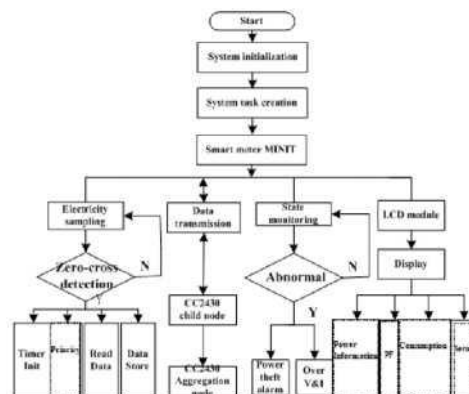 Start
System initialization
System task creation
Smart meter MINIT
Electricity
sampling
Data
transmission
State
monitoring
LCD module
Zero-cross
detection
N
Y
Abnormal
N
Y
Display
CC2430
child node
Timer
Init
Priority
Read
Data
Data
Store
CC2430
Aggregation
node
Power
theft
alarm
Over
V&I
Power
Information
PF
Consumption